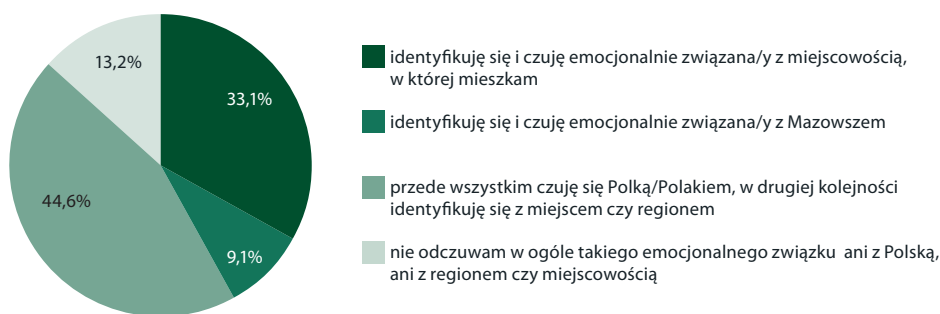 13,2%
33,1%
44,6%
9,1%
identyfikuję się i czuję emocjonalnie związana/y z miejscowością,
w której mieszkam
identyfikuję się i czuję emocjonalnie związana/y z Mazowszem
przede wszystkim czuję się Polką/Polakiem, w drugiej kolejności
identyfikuję się z miejscem czy regionem
nie odczuwam w ogóle takiego emocjonalnego związku ani z Polską,
ani z regionem czy miejscowością